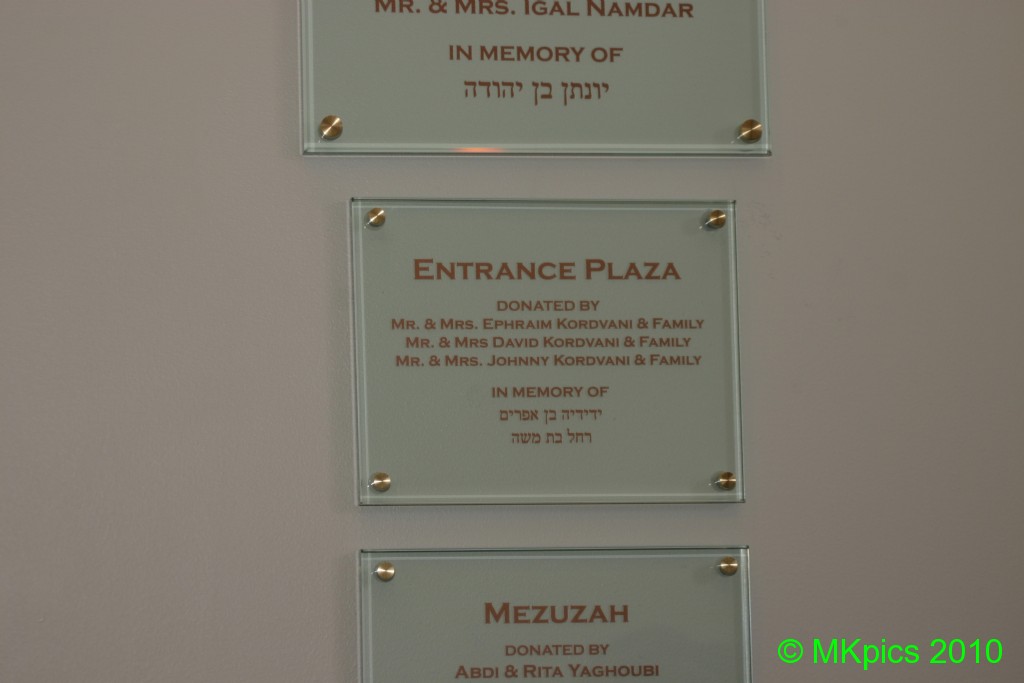 MR. & MRS. IGAL NAMDAR
IN MEMORY OF
יונתן בן יהודה
ENTRANCE PLAZA
DONATED BY
MR. & MRS. EPHRAIM KORDVANI & FAMILY
MR. & MRS DAVID KORDVANI & FAMILY
MR. & MRS. JOHNNY KORDVANI & FAMILY
IN MEMORY OF
ידידיה בן אפרים
רחל בת משה
MEZUZAH
DONATED BY
ABDI & RITA YAGHOUBI
© MKpics 2010